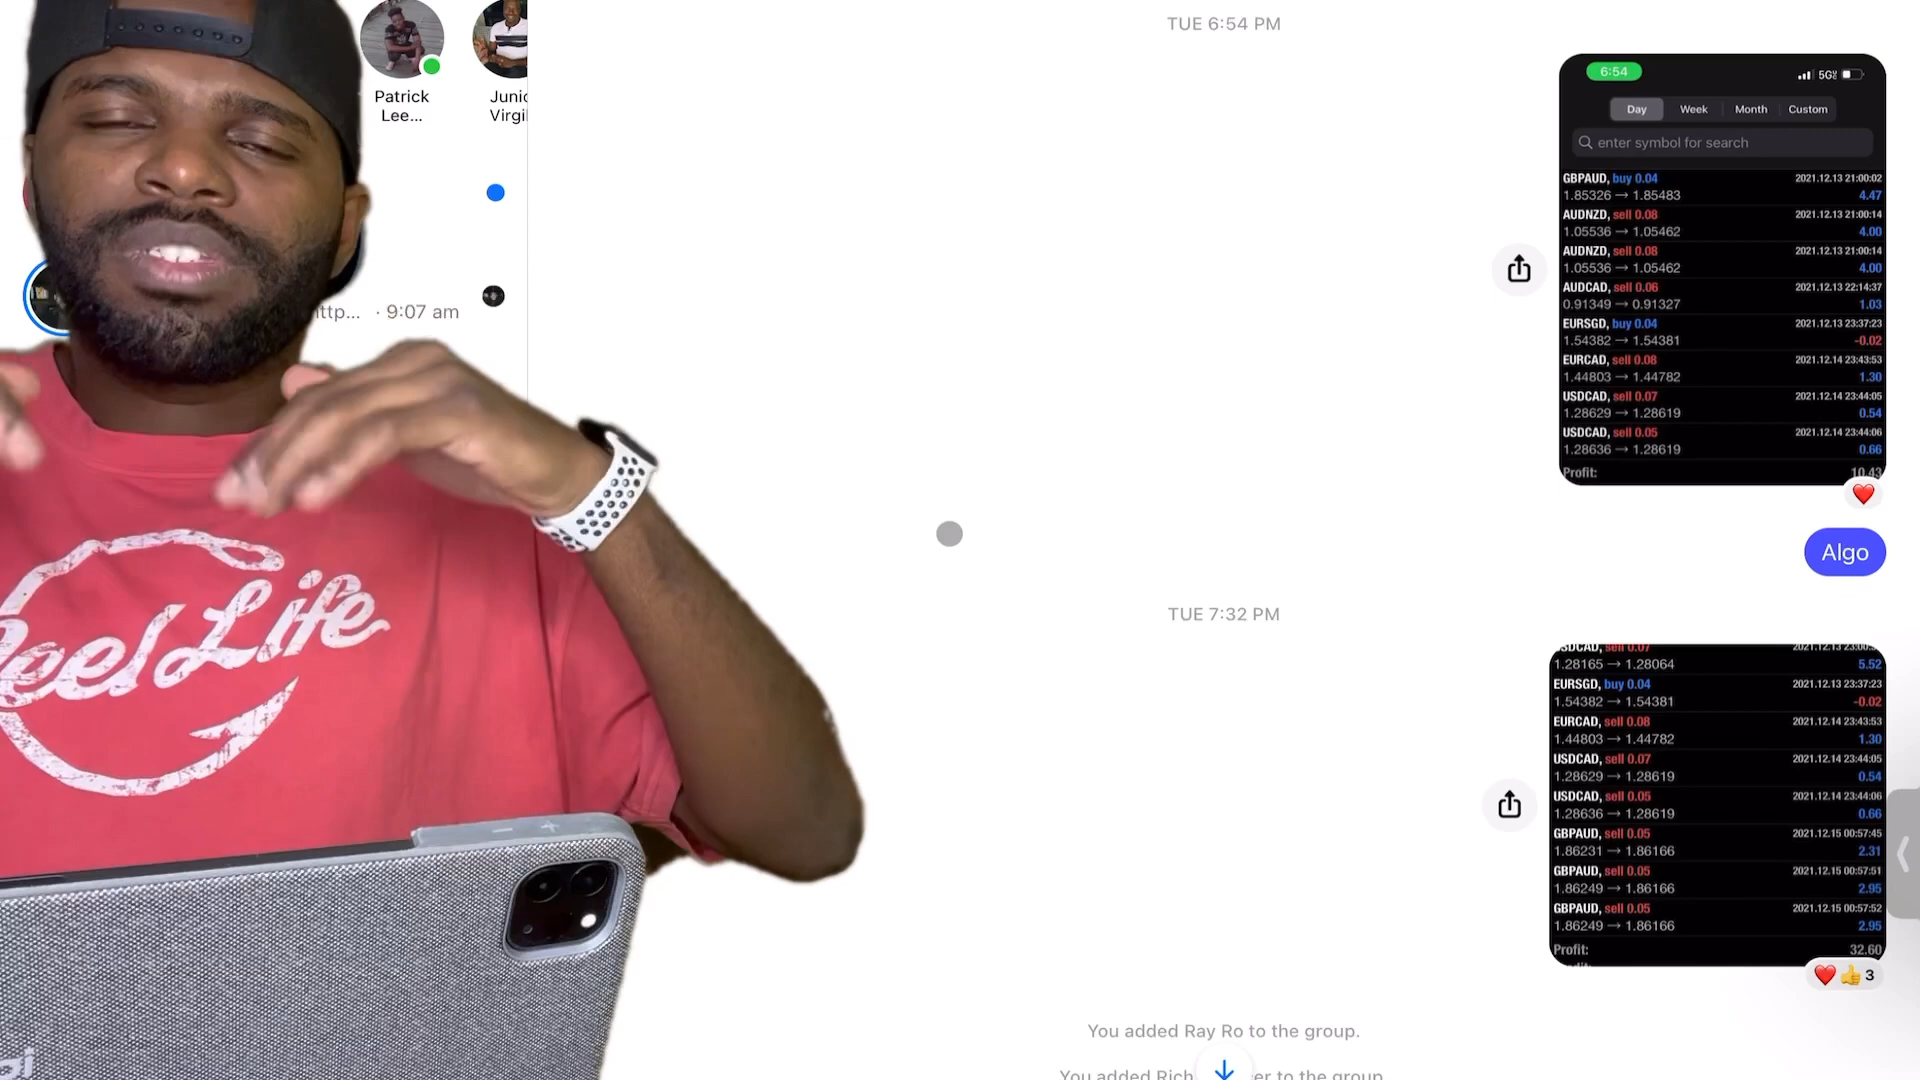 TUE 6:54 PM
Patrick
Lee...
9:07 am
6:54
5G
Day
Week
Month
Custom
enter symbol for search
GBPAUD, buy 0.04
2021.12.13 21:00:02
1.85326 → 1.85483
4.47
AUDNZD, sell 0.08
2021.12.13 21:00:14
1.05536 → 1.05462
4.00
AUDNZD, sell 0.08
2021.12.13 21:00:14
1.05536 → 1.05462
4.00
AUDCAD, sell 0.06
2021.12.13 22:14:37
0.91349 → 0.91327
1.03
EURSGD, buy 0.04
2021.12.13 23:37:23
1.54382 → 1.54381
-0.02
EURCAD, sell 0.08
2021.12.14 23:43:53
1.44803 → 1.44782
1.30
USDCAD, sell 0.07
2021.12.14 23:44:05
1.28629 → 1.28619
0.54
USDCAD, sell 0.05
2021.12.14 23:44:06
1.28636 → 1.28619
0.66
Profit:
10.43
Algo
TUE 7:32 PM
USDCAD, sell 0.07
1.28165 → 1.28064
5.52
EURSGD, buy 0.04
2021.12.13 23:37:23
1.54382 → 1.54381
-0.02
EURCAD, sell 0.08
2021.12.14 23:43:53
1.44803 → 1.44782
1.30
USDCAD, sell 0.07
2021.12.14 23:44:05
1.28629 → 1.28619
0.54
USDCAD, sell 0.05
2021.12.14 23:44:06
1.28636 → 1.28619
0.66
GBPAUD, sell 0.05
2021.12.15 00:57:45
1.86231 → 1.86166
2.31
GBPAUD, sell 0.05
2021.12.15 00:57:51
1.86249 → 1.86166
2.95
GBPAUD, sell 0.05
2021.12.15 00:57:52
1.86249 → 1.86166
2.95
Profit:
32.60
3
You added Ray Ro to the group.
You added to the group
Life